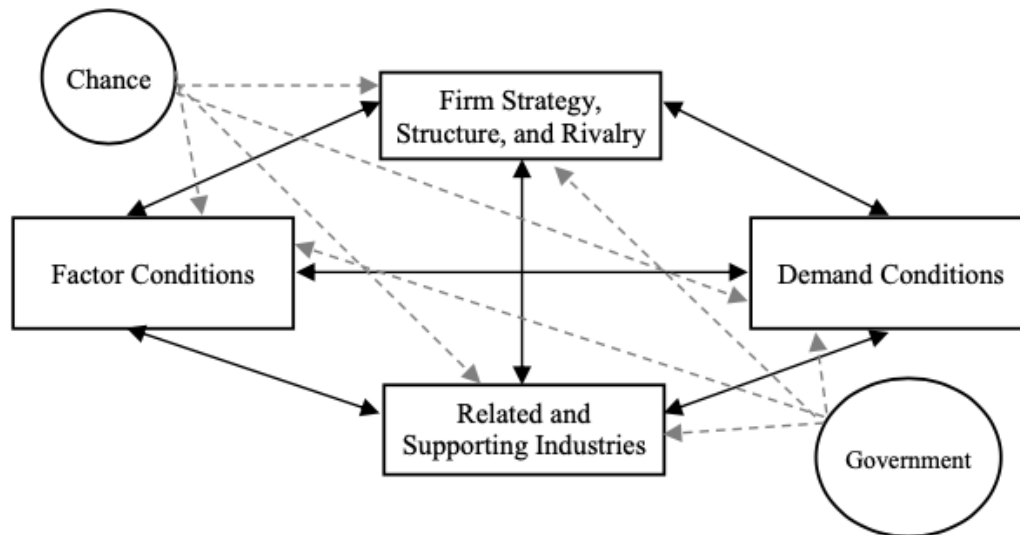 Chance
Firm Strategy,
Structure, and Rivalry
Factor Conditions
Demand Conditions
Related and
Supporting Industries
Government